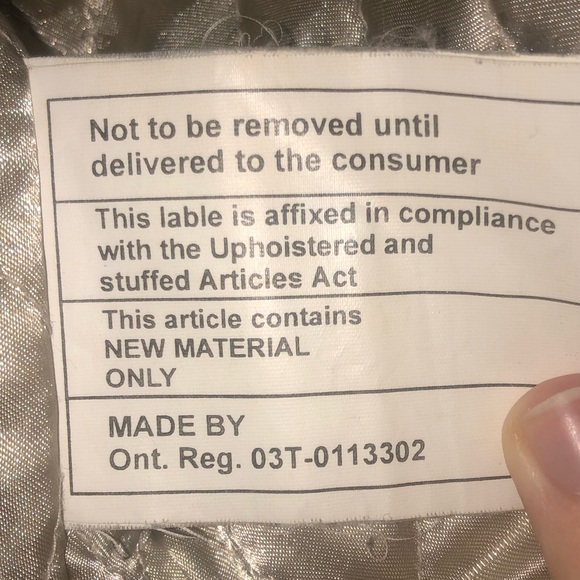 Not to be removed until
delivered to the consumer
This lable is affixed in compliance
with the Uphoistered and
stuffed Articles Act
This article contains
NEW MATERIAL
ONLY
MADE BY
Ont. Reg. 03T-0113302